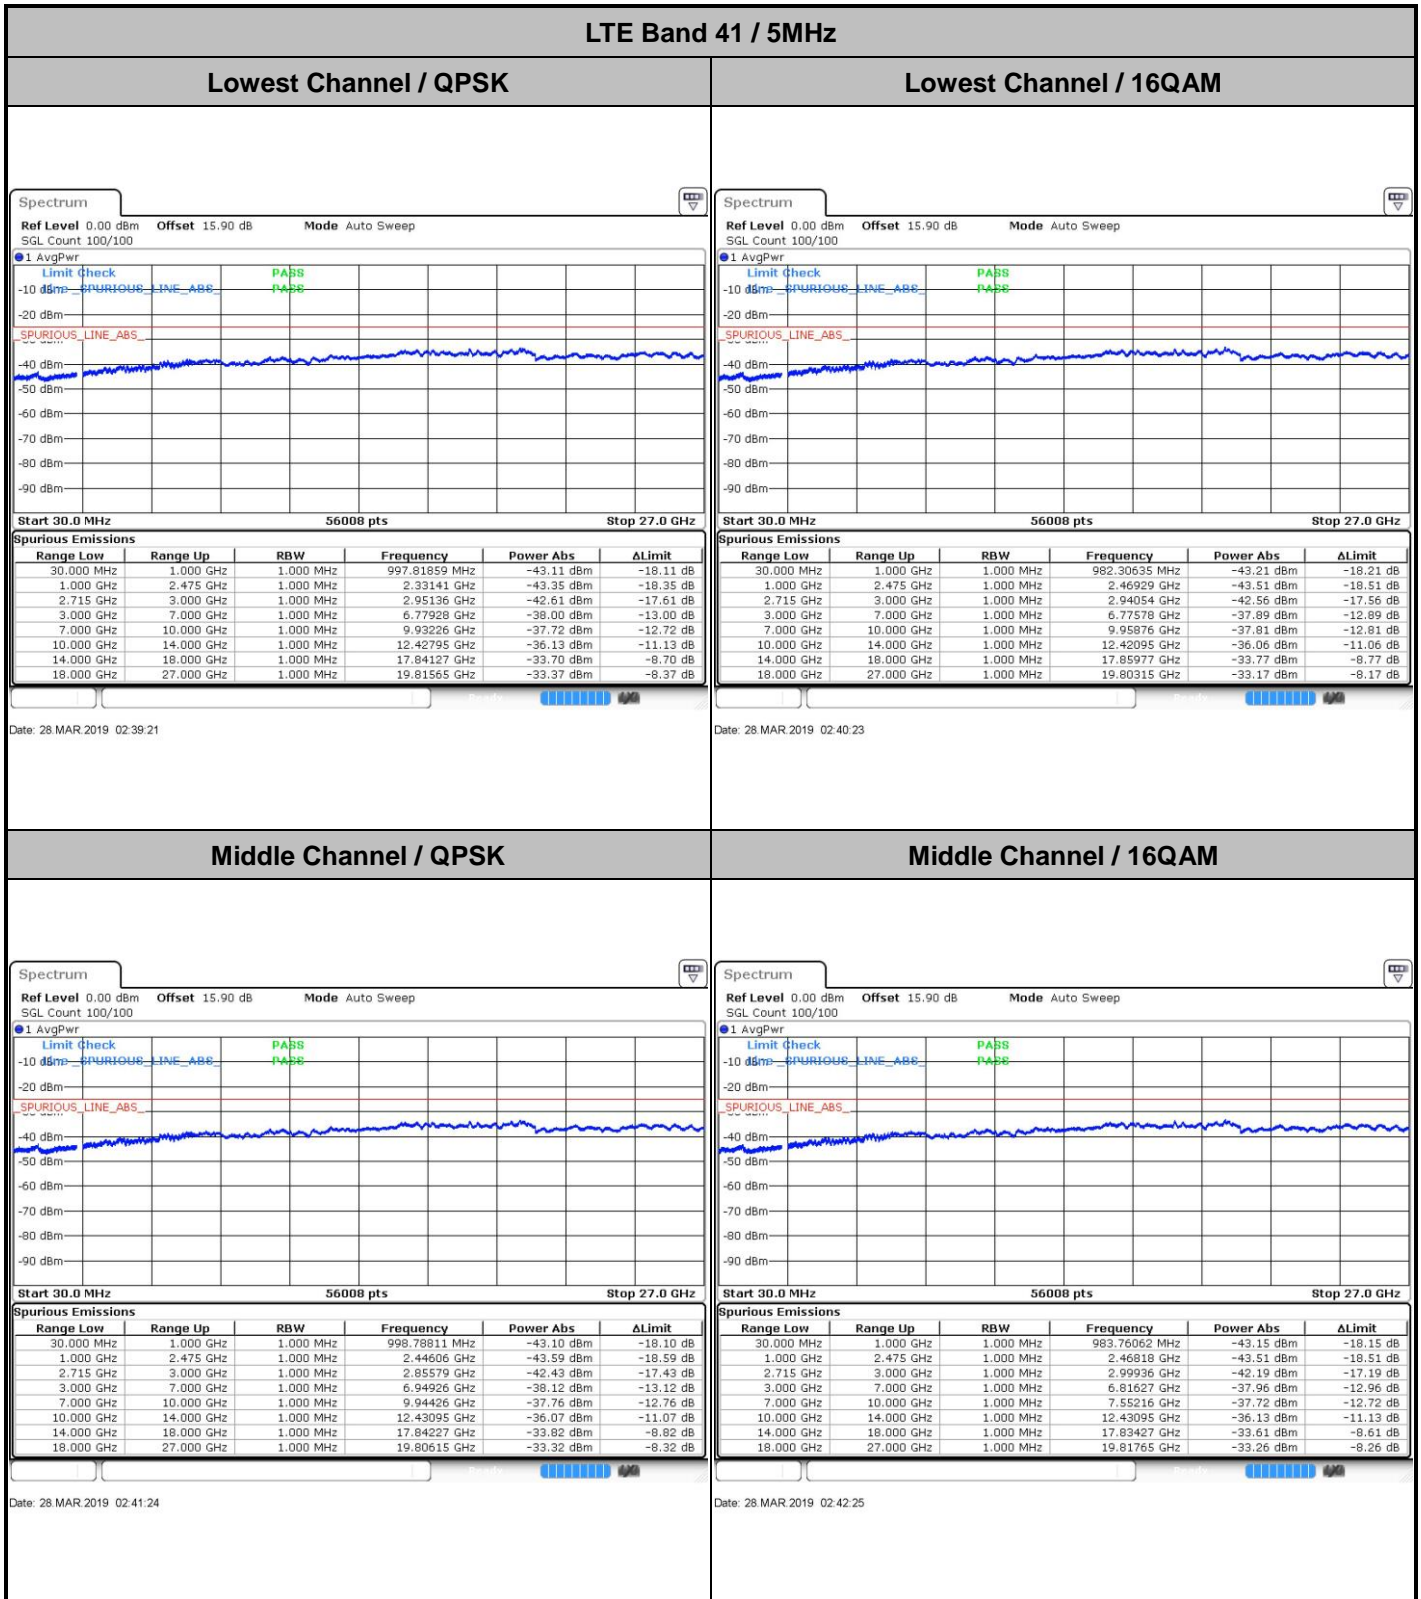 LTE Band 41 / 5MHz
Lowest Channel / QPSK
Lowest Channel / 16QAM
Spectrum
Ref Level 0.00 dBm Offset 15.90 dB Mode Auto Sweep
SGL Count 100/100
1 AvgPwr
Limit Check PASS
Line _SPURIOUS_LINE_ABS_ PASS
-10 dBm
-20 dBm
_SPURIOUS_LINE_ABS_
-40 dBm
-50 dBm
-60 dBm
-70 dBm
-80 dBm
-90 dBm
Start 30.0 MHz 56008 pts Stop 27.0 GHz
Spurious Emissions
Range Low Range Up RBW Frequency Power Abs ΔLimit
30.000 MHz 1.000 GHz 1.000 MHz 997.81859 MHz -43.11 dBm -18.11 dB
1.000 GHz 2.475 GHz 1.000 MHz 2.33141 GHz -43.35 dBm -18.35 dB
2.715 GHz 3.000 GHz 1.000 MHz 2.95136 GHz -42.61 dBm -17.61 dB
3.000 GHz 7.000 GHz 1.000 MHz 6.77928 GHz -38.00 dBm -13.00 dB
7.000 GHz 10.000 GHz 1.000 MHz 9.93226 GHz -37.72 dBm -12.72 dB
10.000 GHz 14.000 GHz 1.000 MHz 12.42795 GHz -36.13 dBm -11.13 dB
14.000 GHz 18.000 GHz 1.000 MHz 17.84127 GHz -33.70 dBm -8.70 dB
18.000 GHz 27.000 GHz 1.000 MHz 19.81565 GHz -33.37 dBm -8.37 dB
Date: 28.MAR.2019 02:39:21
Spectrum
Ref Level 0.00 dBm Offset 15.90 dB Mode Auto Sweep
SGL Count 100/100
1 AvgPwr
Limit Check PASS
Line _SPURIOUS_LINE_ABS_ PASS
-10 dBm
-20 dBm
_SPURIOUS_LINE_ABS_
-40 dBm
-50 dBm
-60 dBm
-70 dBm
-80 dBm
-90 dBm
Start 30.0 MHz 56008 pts Stop 27.0 GHz
Spurious Emissions
Range Low Range Up RBW Frequency Power Abs ΔLimit
30.000 MHz 1.000 GHz 1.000 MHz 982.30635 MHz -43.21 dBm -18.21 dB
1.000 GHz 2.475 GHz 1.000 MHz 2.46929 GHz -43.51 dBm -18.51 dB
2.715 GHz 3.000 GHz 1.000 MHz 2.94054 GHz -42.56 dBm -17.56 dB
3.000 GHz 7.000 GHz 1.000 MHz 6.77578 GHz -37.89 dBm -12.89 dB
7.000 GHz 10.000 GHz 1.000 MHz 9.95876 GHz -37.81 dBm -12.81 dB
10.000 GHz 14.000 GHz 1.000 MHz 12.42095 GHz -36.06 dBm -11.06 dB
14.000 GHz 18.000 GHz 1.000 MHz 17.85977 GHz -33.77 dBm -8.77 dB
18.000 GHz 27.000 GHz 1.000 MHz 19.80315 GHz -33.17 dBm -8.17 dB
Date: 28.MAR.2019 02:40:23
Middle Channel / QPSK
Middle Channel / 16QAM
Spectrum
Ref Level 0.00 dBm Offset 15.90 dB Mode Auto Sweep
SGL Count 100/100
1 AvgPwr
Limit Check PASS
Line _SPURIOUS_LINE_ABS_ PASS
-10 dBm
-20 dBm
_SPURIOUS_LINE_ABS_
-40 dBm
-50 dBm
-60 dBm
-70 dBm
-80 dBm
-90 dBm
Start 30.0 MHz 56008 pts Stop 27.0 GHz
Spurious Emissions
Range Low Range Up RBW Frequency Power Abs ΔLimit
30.000 MHz 1.000 GHz 1.000 MHz 998.78811 MHz -43.10 dBm -18.10 dB
1.000 GHz 2.475 GHz 1.000 MHz 2.44606 GHz -43.59 dBm -18.59 dB
2.715 GHz 3.000 GHz 1.000 MHz 2.85579 GHz -42.43 dBm -17.43 dB
3.000 GHz 7.000 GHz 1.000 MHz 6.94926 GHz -38.12 dBm -13.12 dB
7.000 GHz 10.000 GHz 1.000 MHz 9.94426 GHz -37.76 dBm -12.76 dB
10.000 GHz 14.000 GHz 1.000 MHz 12.43095 GHz -36.07 dBm -11.07 dB
14.000 GHz 18.000 GHz 1.000 MHz 17.84227 GHz -33.82 dBm -8.82 dB
18.000 GHz 27.000 GHz 1.000 MHz 19.80615 GHz -33.32 dBm -8.32 dB
Date: 28.MAR.2019 02:41:24
Spectrum
Ref Level 0.00 dBm Offset 15.90 dB Mode Auto Sweep
SGL Count 100/100
1 AvgPwr
Limit Check PASS
Line _SPURIOUS_LINE_ABS_ PASS
-10 dBm
-20 dBm
_SPURIOUS_LINE_ABS_
-40 dBm
-50 dBm
-60 dBm
-70 dBm
-80 dBm
-90 dBm
Start 30.0 MHz 56008 pts Stop 27.0 GHz
Spurious Emissions
Range Low Range Up RBW Frequency Power Abs ΔLimit
30.000 MHz 1.000 GHz 1.000 MHz 983.76062 MHz -43.15 dBm -18.15 dB
1.000 GHz 2.475 GHz 1.000 MHz 2.46818 GHz -43.51 dBm -18.51 dB
2.715 GHz 3.000 GHz 1.000 MHz 2.99936 GHz -42.19 dBm -17.19 dB
3.000 GHz 7.000 GHz 1.000 MHz 6.81627 GHz -37.96 dBm -12.96 dB
7.000 GHz 10.000 GHz 1.000 MHz 7.55216 GHz -37.72 dBm -12.72 dB
10.000 GHz 14.000 GHz 1.000 MHz 12.43095 GHz -36.13 dBm -11.13 dB
14.000 GHz 18.000 GHz 1.000 MHz 17.83427 GHz -33.61 dBm -8.61 dB
18.000 GHz 27.000 GHz 1.000 MHz 19.81765 GHz -33.26 dBm -8.26 dB
Date: 28.MAR.2019 02:42:25